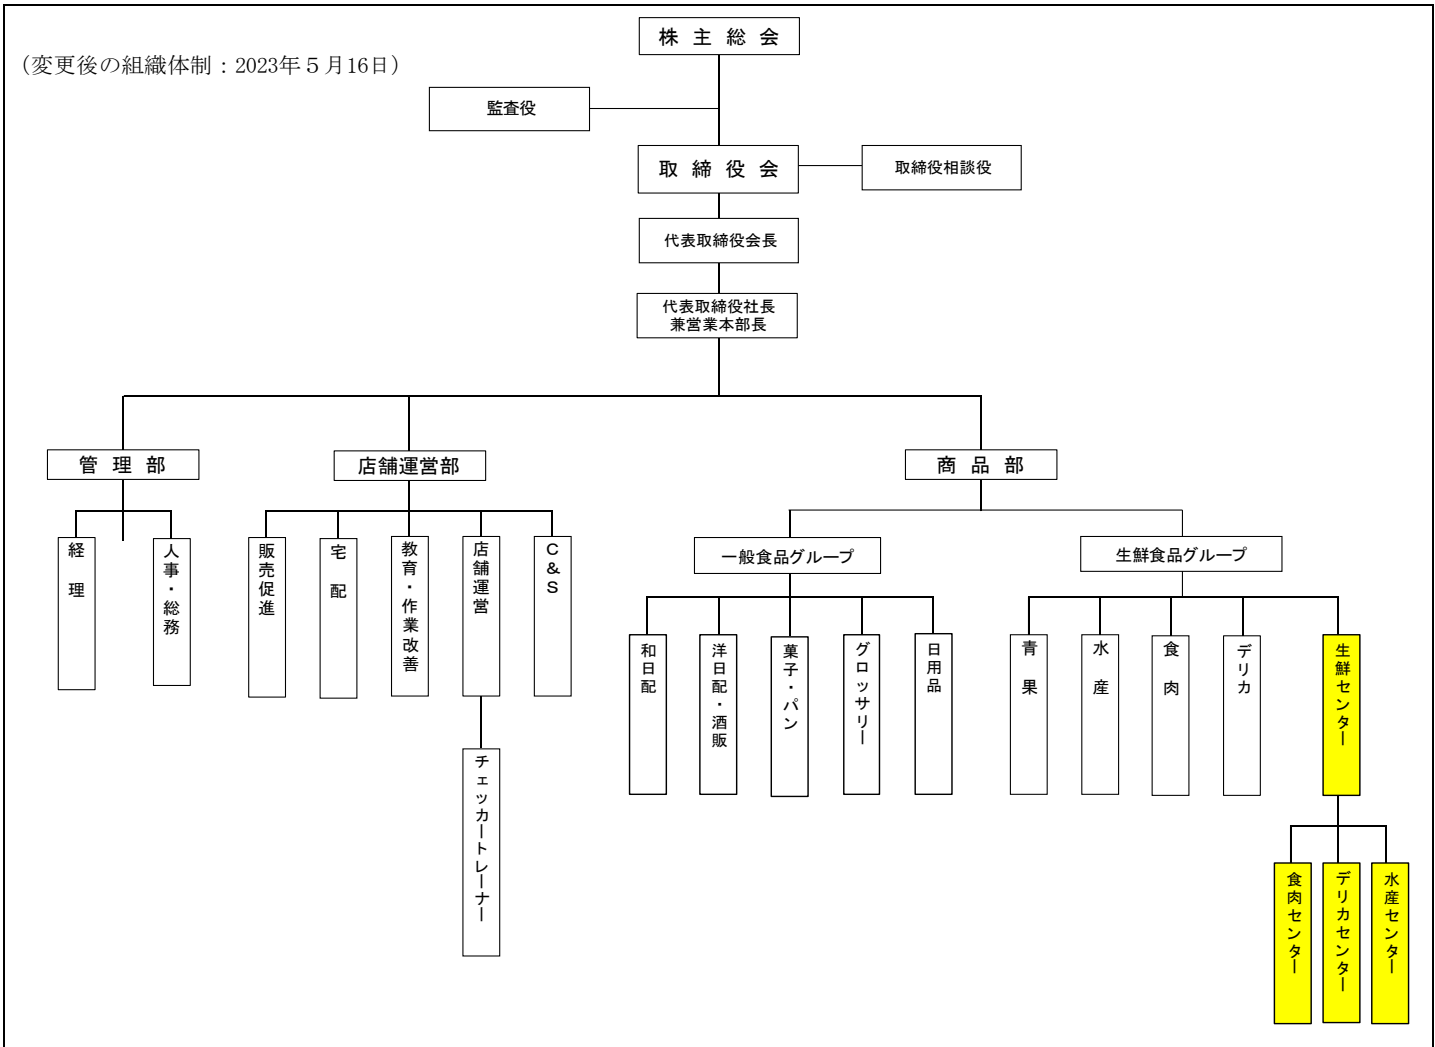 株主総会
（変更後の組織体制：2023年５月16日）
監査役
取締役会
取締役相談役
代表取締役会長
代表取締役社長
兼営業本部長
管理部
店舗運営部
商品部
経理
人事・総務
販売促進
宅配
教育・作業改善
店舗運営
C&S
チェッカートレーナー
一般食品グループ
生鮮食品グループ
和日配
洋日配・酒販
菓子・パン
グロッサリー
日用品
青果
水産
食肉
デリカ
生鮮センター
食肉センター
デリカセンター
水産センター